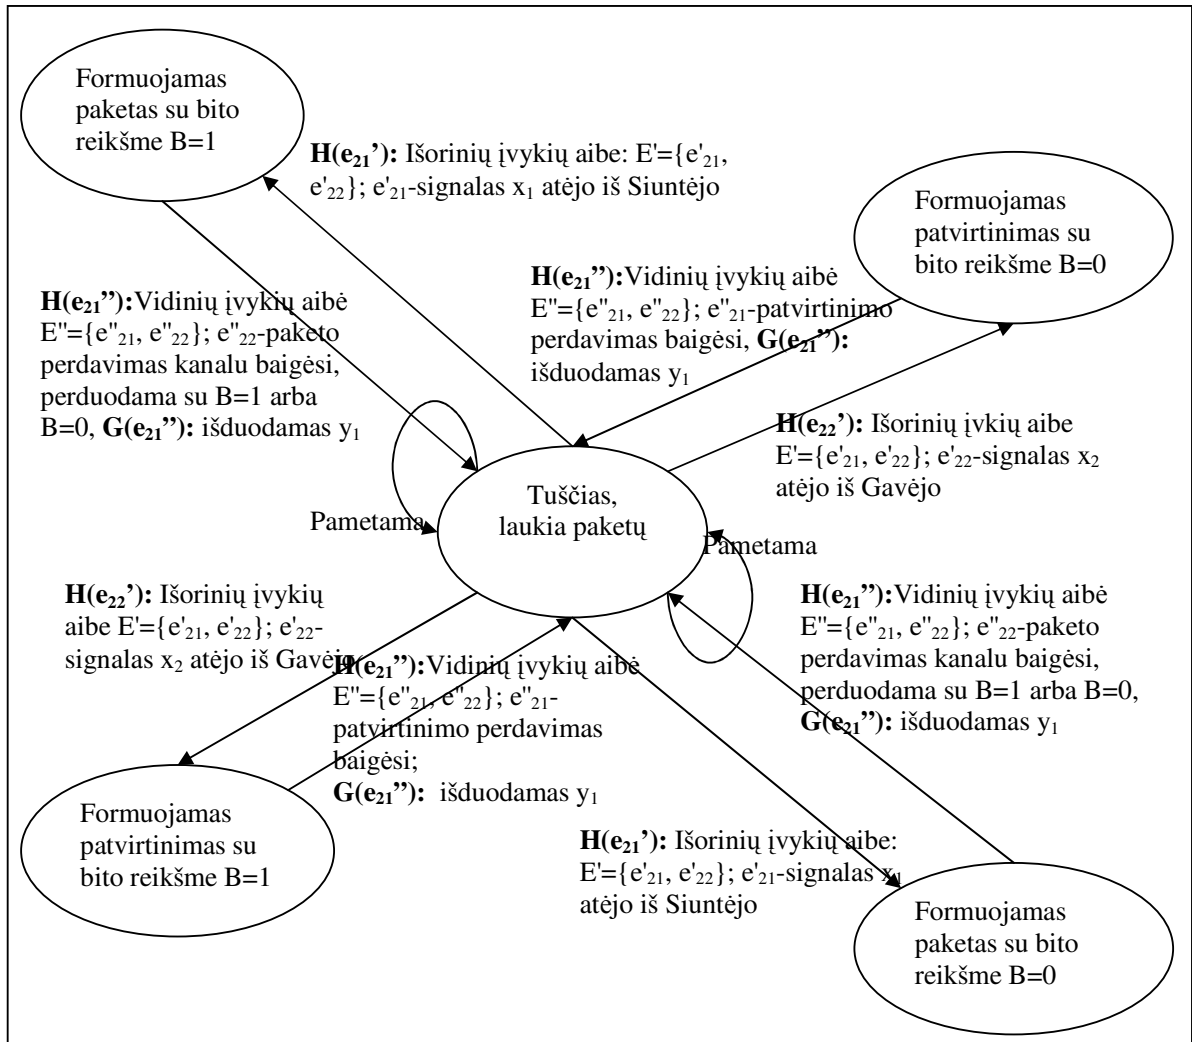 Formuojamas
paketas su bito
reikšme B=1
H(e₂₁’): Išorinių įvykių aibe: E'={e'₂₁,
e'₂₂}; e'₂₁-signalas x₁ atėjo iš Siuntėjo
Formuojamas
patvirtinimas su
bito reikšme B=0
H(e₂₁”):Vidinių įvykių aibė
E"={e"₂₁, e"₂₂}; e"₂₂-paketo
perdavimas kanalu baigėsi,
perduodama su B=1 arba
B=0, G(e₂₁”): išduodamas y₁
H(e₂₁”):Vidinių įvykių aibė
E"={e"₂₁, e"₂₂}; e"₂₁-patvirtinimo
perdavimas baigėsi, G(e₂₁”):
išduodamas y₁
H(e₂₂’): Išorinių įvkių aibe
E'={e'₂₁, e'₂₂}; e'₂₂-signalas x₂
atėjo iš Gavėjo
Tuščias,
laukia paketų
Pametama
Pametama
H(e₂₂’): Išorinių įvykių
aibe E'={e'₂₁, e'₂₂}; e'₂₂-
signalas x₂ atėjo iš Gavėjo
H(e₂₁”):Vidinių įvykių aibė
E"={e"₂₁, e"₂₂}; e"₂₁-
patvirtinimo perdavimas
baigėsi;
G(e₂₁”): išduodamas y₁
H(e₂₁”):Vidinių įvykių aibė
E"={e"₂₁, e"₂₂}; e"₂₂-paketo
perdavimas kanalu baigėsi,
perduodama su B=1 arba B=0,
G(e₂₁”): išduodamas y₁
Formuojamas
patvirtinimas su
bito reikšme B=1
H(e₂₁’): Išorinių įvykių aibe:
E'={e'₂₁, e'₂₂}; e'₂₁-signalas x₁
atėjo iš Siuntėjo
Formuojamas
paketas su bito
reikšme B=0